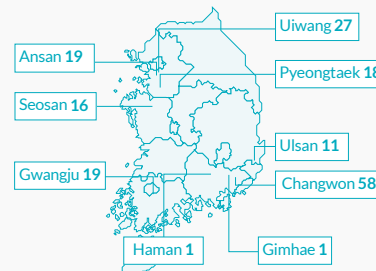 Uiwang 27
Ansan 19
Pyeongtaek 18
Seosan 16
Ulsan 11
Gwangju 19
Changwon 58
Haman 1
Gimhae 1